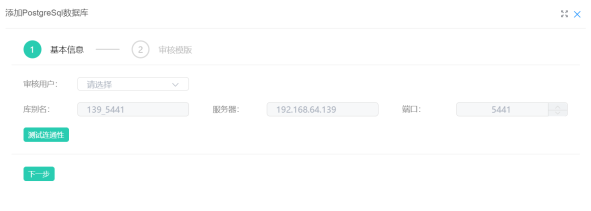 添加PostgreSql数据库
1 基本信息 2 审核模版
审核用户： 请选择
库别名： 139_5441 服务器： 192.168.64.139 端口： 5441
测试连通性
下一步